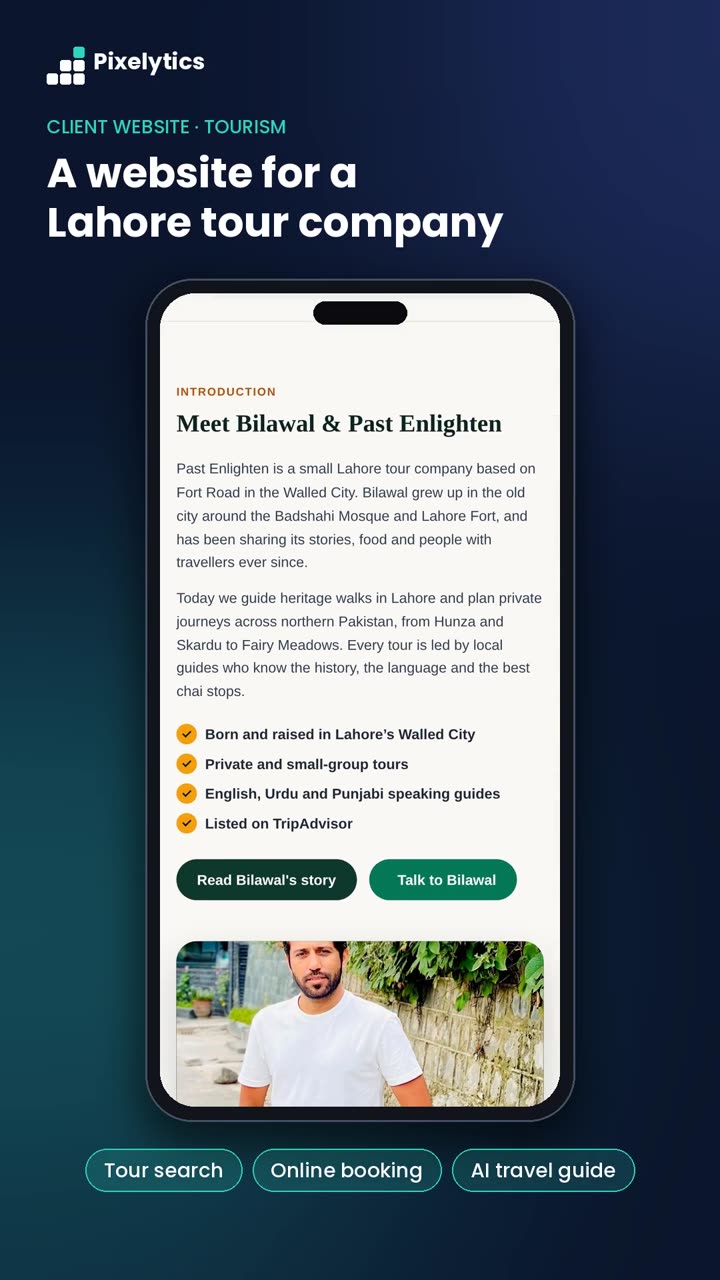 Pixelytics
CLIENT WEBSITE · TOURISM
A website for a
Lahore tour company
INTRODUCTION
Meet Bilawal & Past Enlighten
Past Enlighten is a small Lahore tour company based on
Fort Road in the Walled City. Bilawal grew up in the old
city around the Badshahi Mosque and Lahore Fort, and
has been sharing its stories, food and people with
travellers ever since.
Today we guide heritage walks in Lahore and plan private
journeys across northern Pakistan, from Hunza and
Skardu to Fairy Meadows. Every tour is led by local
guides who know the history, the language and the best
chai stops.
Born and raised in Lahore’s Walled City
Private and small-group tours
English, Urdu and Punjabi speaking guides
Listed on TripAdvisor
Read Bilawal's story
Talk to Bilawal
Tour search
Online booking
AI travel guide